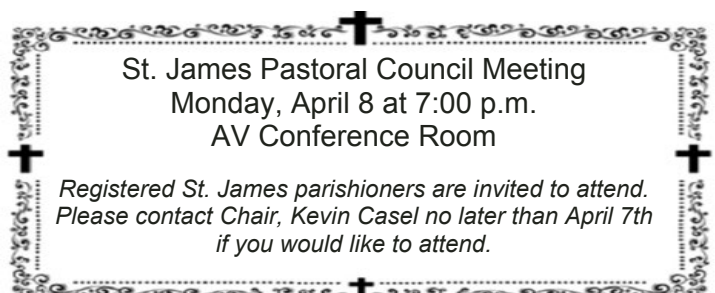 St. James Pastoral Council Meeting
Monday, April 8 at 7:00 p.m.
AV Conference Room
Registered St. James parishioners are invited to attend.
Please contact Chair, Kevin Casel no later than April 7th
if you would like to attend.